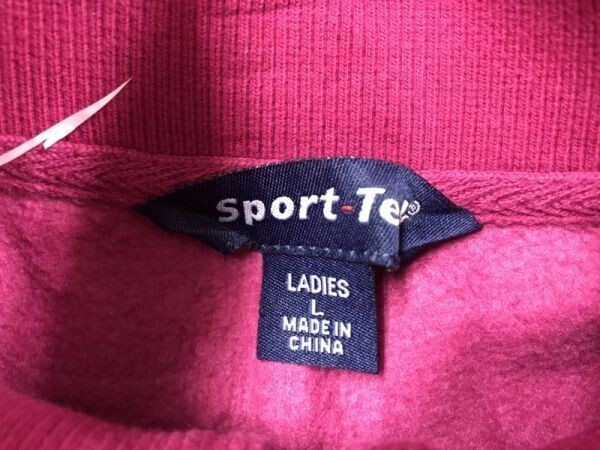 Sport-Te
®
LADIES
L
MADE IN
CHINA